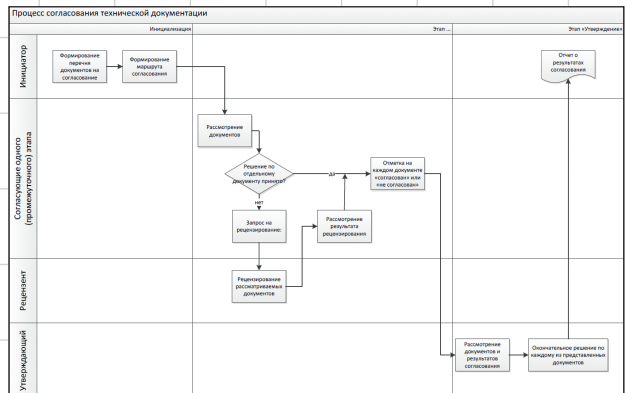 Процесс согласования технической документации
Инициализация
Этап ...
Этап «Утверждение»
Инициатор
Формирование
перечня
документов на
согласование
Формирование
маршрута
согласования
Отчет о
результатах
согласования
Согласующие одного
(промежуточного) этапа
Рассмотрение
документов
Решение по
отдельному
документу принято?
да
нет
Отметка на
каждом документе
«согласован» или
«не согласован»
Запрос на
рецензирование:
Рассмотрение
результата
рецензирования
Рецензент
Рецензирование
рассматриваемых
документов
Утверждающий
Рассмотрение
документов и
результатов
согласования
Окончательное решение по
каждому из представленных
документов